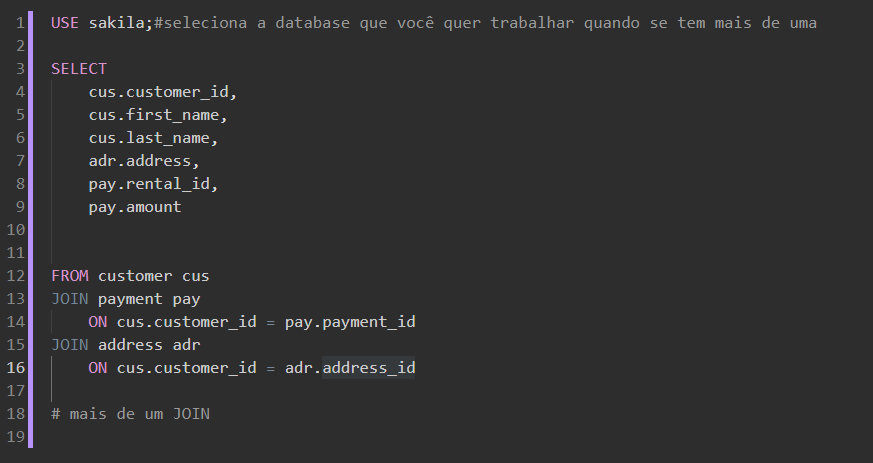 1 USE sakila;#seleciona a database que você quer trabalhar quando se tem mais de uma
2
3 SELECT
4 cus.customer_id,
5 cus.first_name,
6 cus.last_name,
7 adr.address,
8 pay.rental_id,
9 pay.amount
10
11
12 FROM customer cus
13 JOIN payment pay
14 ON cus.customer_id = pay.payment_id
15 JOIN address adr
16 ON cus.customer_id = adr.address_id
17
18 # mais de um JOIN
19